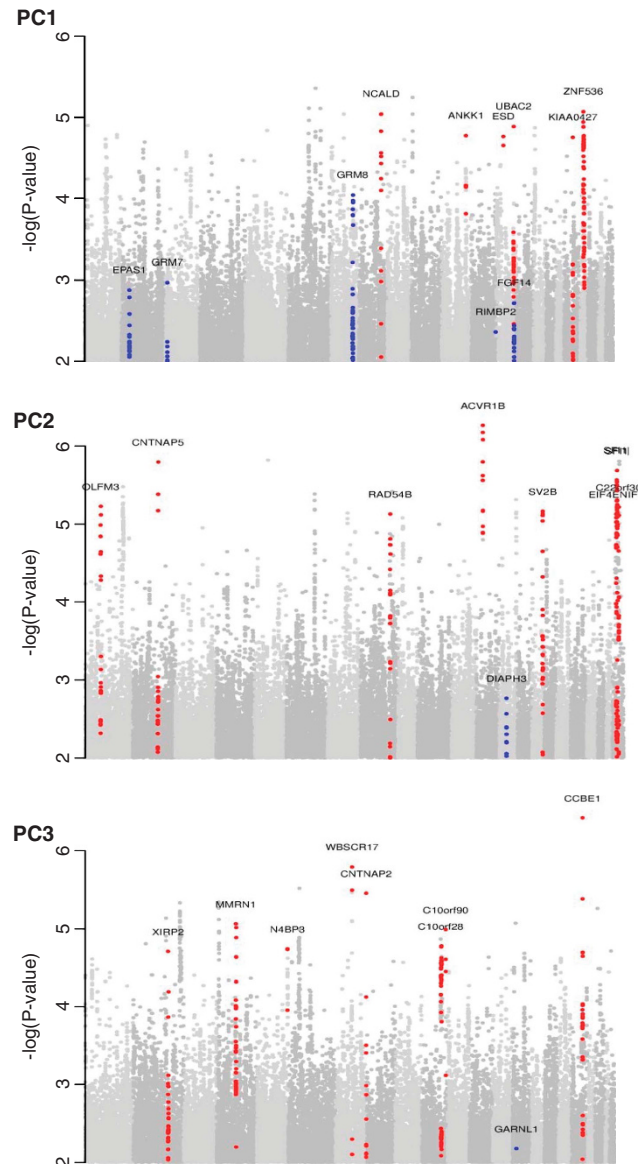 PC1
6
5
4
3
2
-log(P-value)
EPAS1
GRM7
GRM8
NCALD
ANKK1
UBAC2
ESD
ZNF536
KIAA0427
FGF14
RIMBP2
PC2
6
5
4
3
2
-log(P-value)
OLFM3
CNTNAP5
RAD54B
ACVR1B
SV2B
DIAPH3
C22orf30
EIF4ENIF
PC3
6
5
4
3
2
-log(P-value)
XIRP2
MMRN1
N4BP3
WBSCR17
CNTNAP2
C10orf90
C10orf28
CCBE1
GARNL1